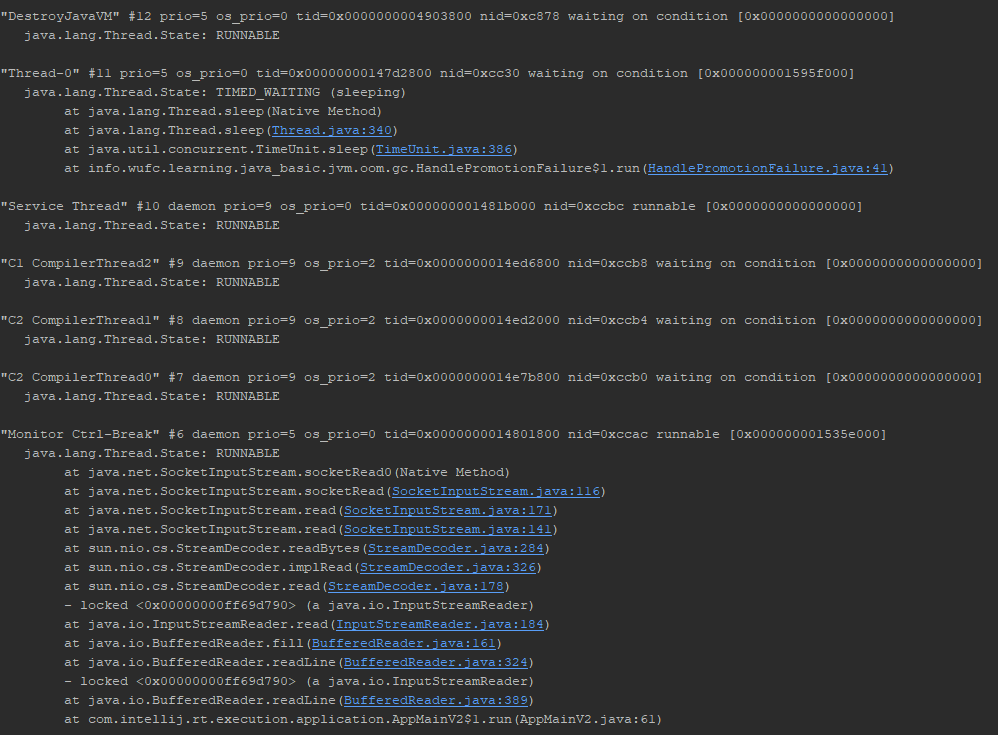 "DestroyJavaVM" #12 prio=5 os_prio=0 tid=0x0000000004903800 nid=0xc878 waiting on condition [0x0000000000000000]
java.lang.Thread.State: RUNNABLE
"Thread-0" #11 prio=5 os_prio=0 tid=0x00000000147d2800 nid=0xcc30 waiting on condition [0x000000001595f000]
java.lang.Thread.State: TIMED_WAITING (sleeping)
at java.lang.Thread.sleep(Native Method)
at java.lang.Thread.sleep(Thread.java:340)
at java.util.concurrent.TimeUnit.sleep(TimeUnit.java:386)
at info.wufc.learning.java_basic.jvm.oom.gc.HandlePromotionFailure$1.run(HandlePromotionFailure.java:41)
"Service Thread" #10 daemon prio=9 os_prio=0 tid=0x000000001481b000 nid=0xccbc runnable [0x0000000000000000]
java.lang.Thread.State: RUNNABLE
"C1 CompilerThread2" #9 daemon prio=9 os_prio=2 tid=0x0000000014ed6800 nid=0xccb8 waiting on condition [0x0000000000000000]
java.lang.Thread.State: RUNNABLE
"C2 CompilerThread1" #8 daemon prio=9 os_prio=2 tid=0x0000000014ed2000 nid=0xccb4 waiting on condition [0x0000000000000000]
java.lang.Thread.State: RUNNABLE
"C2 CompilerThread0" #7 daemon prio=9 os_prio=2 tid=0x0000000014e7b800 nid=0xccb0 waiting on condition [0x0000000000000000]
java.lang.Thread.State: RUNNABLE
"Monitor Ctrl-Break" #6 daemon prio=5 os_prio=0 tid=0x0000000014801800 nid=0xccac runnable [0x000000001535e000]
java.lang.Thread.State: RUNNABLE
at java.net.SocketInputStream.socketRead0(Native Method)
at java.net.SocketInputStream.socketRead(SocketInputStream.java:116)
at java.net.SocketInputStream.read(SocketInputStream.java:171)
at java.net.SocketInputStream.read(SocketInputStream.java:141)
at sun.nio.cs.StreamDecoder.readBytes(StreamDecoder.java:284)
at sun.nio.cs.StreamDecoder.implRead(StreamDecoder.java:326)
at sun.nio.cs.StreamDecoder.read(StreamDecoder.java:178)
- locked <0x00000000ff69d790> (a java.io.InputStreamReader)
at java.io.InputStreamReader.read(InputStreamReader.java:184)
at java.io.BufferedReader.fill(BufferedReader.java:161)
at java.io.BufferedReader.readLine(BufferedReader.java:324)
- locked <0x00000000ff69d790> (a java.io.InputStreamReader)
at java.io.BufferedReader.readLine(BufferedReader.java:389)
at com.intellij.rt.execution.application.AppMainV2$1.run(AppMainV2.java:61)